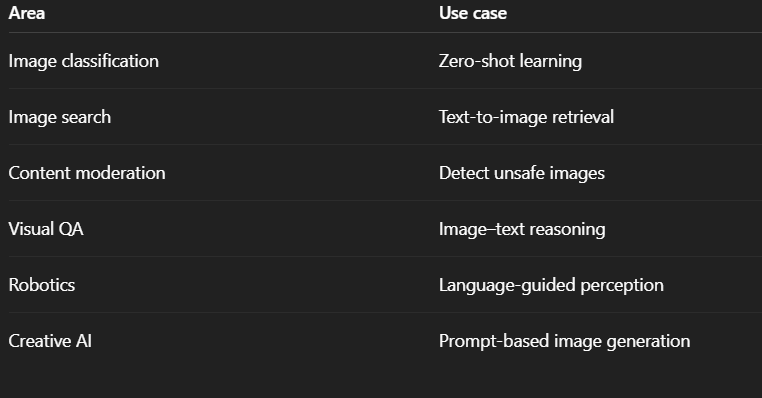 Area Use case
Image classification Zero-shot learning
Image search Text-to-image retrieval
Content moderation Detect unsafe images
Visual QA Image–text reasoning
Robotics Language-guided perception
Creative AI Prompt-based image generation